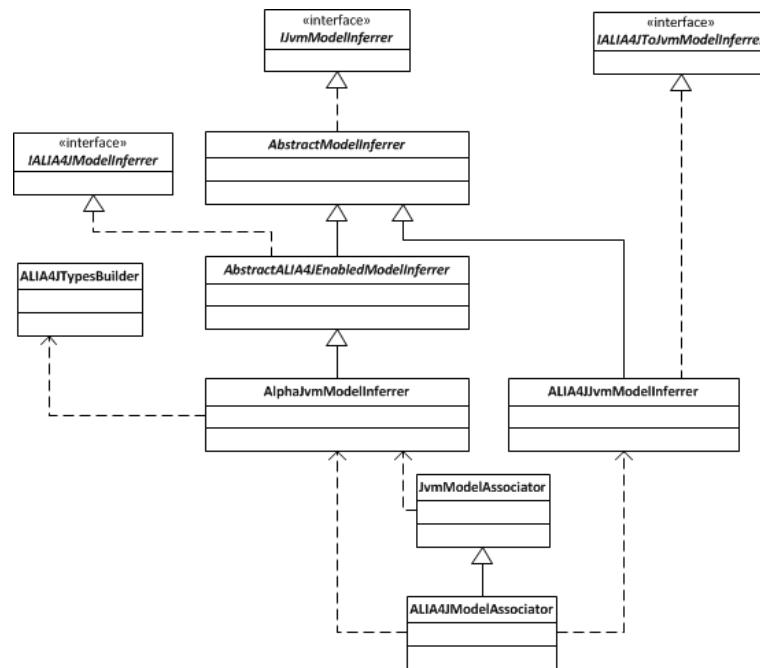 «interface»
IJvmModelInferrer
«interface»
IALIA4JToJvmModelInferrer
«interface»
IALIA4JModelInferrer
AbstractModelInferrer
ALIA4JTypesBuilder
AbstractALIA4JEnabledModelInferrer
AlphaJvmModelInferrer
ALIA4JJvmModelInferrer
JvmModelAssociator
ALIA4JModelAssociator